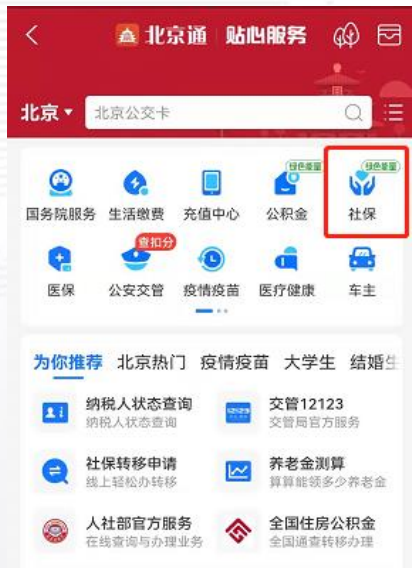 北京通 贴心服务
北京 北京公交卡
绿色能量 绿色能量
国务院服务 生活缴费 充值中心 公积金 社保
查扣分
医保 公安交管 疫情疫苗 医疗健康 车主
为你推荐 北京热门 疫情疫苗 大学生 结婚生
纳税人状态查询 交管12123
纳税人状态查询 交管局官方服务
社保转移申请 养老金测算
线上轻松办转移 算算能领多少养老金
人社部官方服务 全国住房公积金
在线查询与办理业务 全国通查转移办理